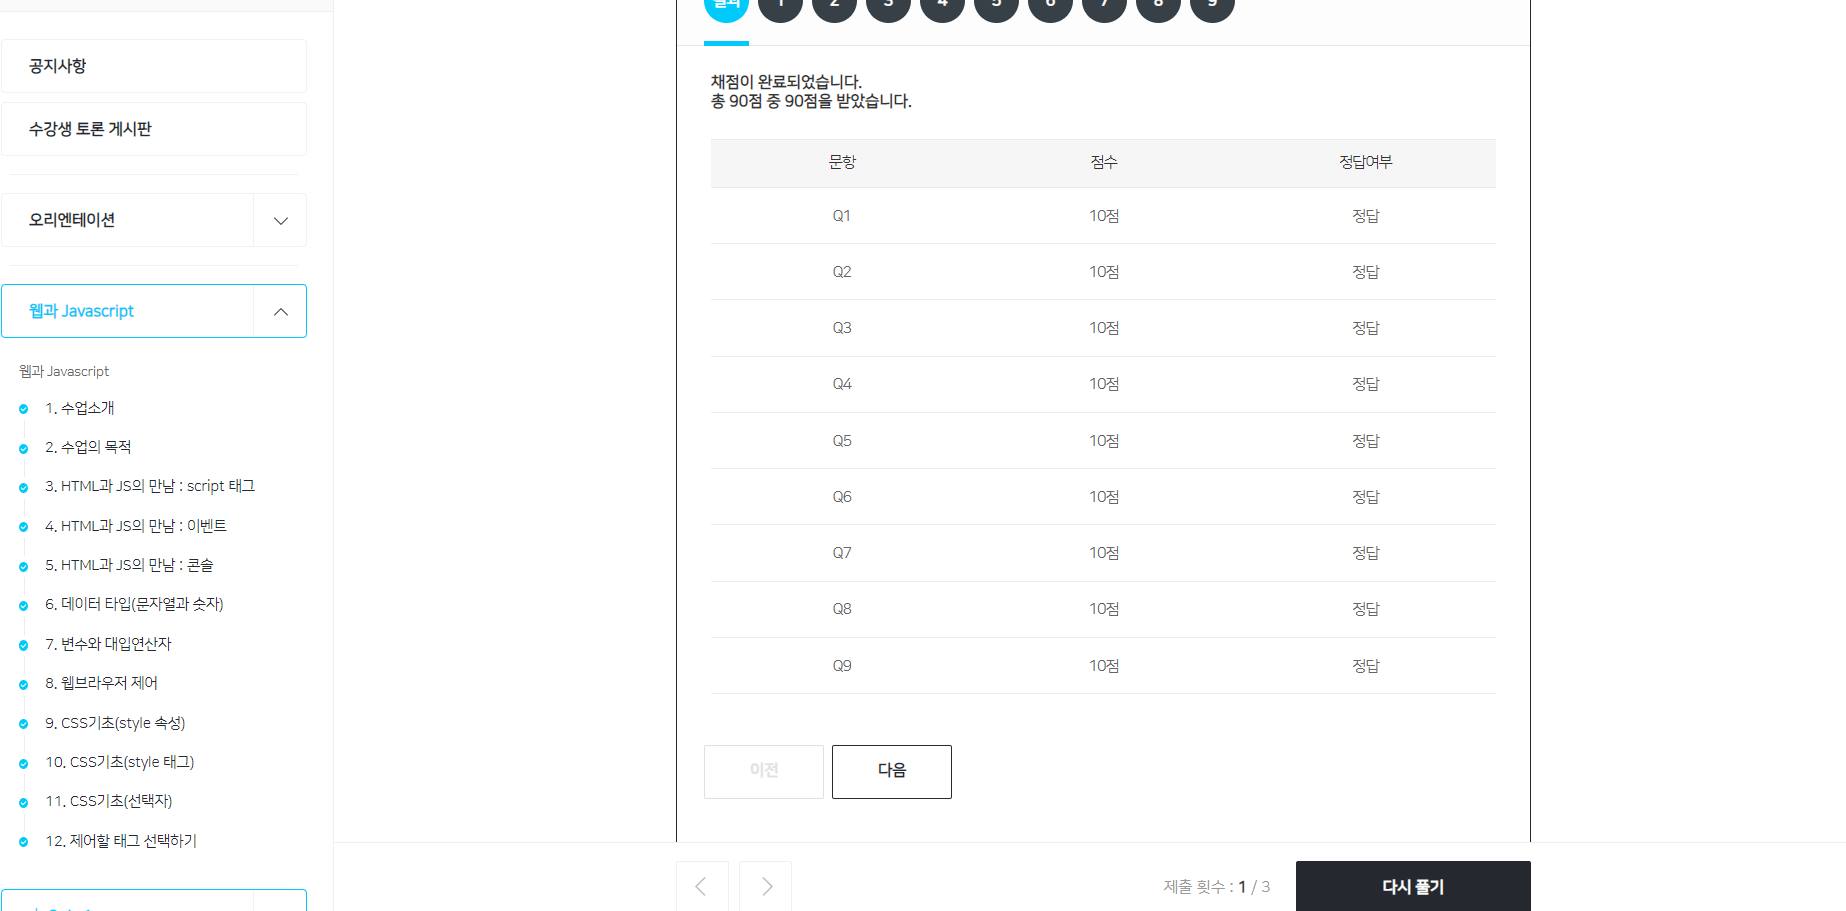 공지사항
수강생 토론 게시판
오리엔테이션
웹과 Javascript
웹과 Javascript
1. 수업소개
2. 수업의 목적
3. HTML과 JS의 만남 : script 태그
4. HTML과 JS의 만남 : 이벤트
5. HTML과 JS의 만남 : 콘솔
6. 데이터 타입(문자열과 숫자)
7. 변수와 대입연산자
8. 웹브라우저 제어
9. CSS기초(style 속성)
10. CSS기초(style 태그)
11. CSS기초(선택자)
12. 제어할 태그 선택하기
결과 1 2 3 4 5 6 7 8 9
채점이 완료되었습니다.
총 90점 중 90점을 받았습니다.
문항 점수 정답여부
Q1 10점 정답
Q2 10점 정답
Q3 10점 정답
Q4 10점 정답
Q5 10점 정답
Q6 10점 정답
Q7 10점 정답
Q8 10점 정답
Q9 10점 정답
이전 다음
제출 횟수 : 1 / 3 다시 풀기